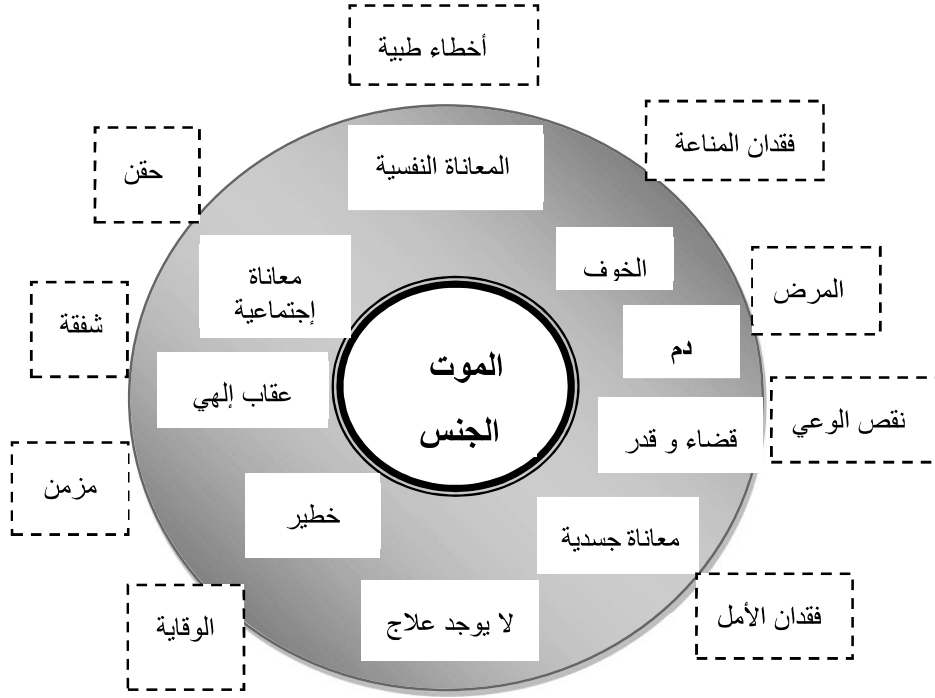 أخطاء طبية
فقدان المناعة
حقن
المعاناة النفسية
الخوف
معاناة
إجتماعية
المرض
شفقة
دم
الموت
الجنس
عقاب إلهي
نقص الوعي
قضاء و قدر
مزمن
خطير
معاناة جسدية
لا يوجد علاج
فقدان الأمل
الوقاية